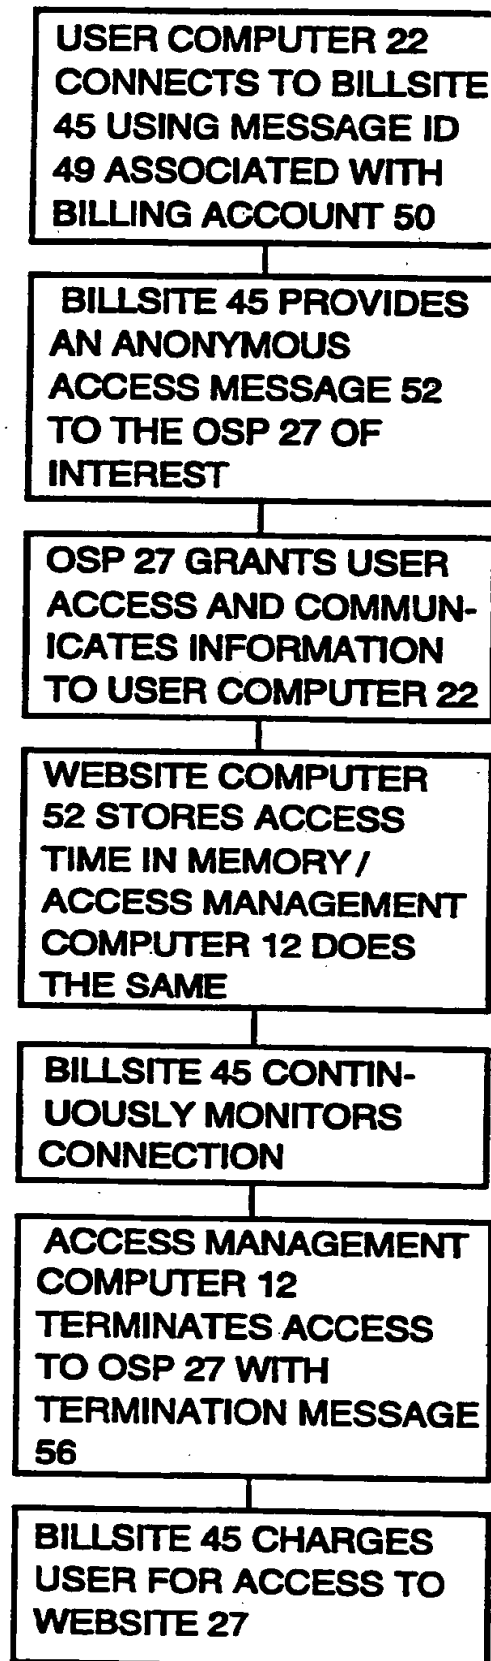 USER COMPUTER 22
CONNECTS TO BILLSITE
45 USING MESSAGE ID
49 ASSOCIATED WITH
BILLING ACCOUNT 50
BILLSITE 45 PROVIDES
AN ANONYMOUS
ACCESS MESSAGE 52
TO THE OSP 27 OF
INTEREST
OSP 27 GRANTS USER
ACCESS AND COMMUN-
ICATES INFORMATION
TO USER COMPUTER 22
WEBSITE COMPUTER
52 STORES ACCESS
TIME IN MEMORY/
ACCESS MANAGEMENT
COMPUTER 12 DOES
THE SAME
BILLSITE 45 CONTIN-
UOUSLY MONITORS
CONNECTION
ACCESS MANAGEMENT
COMPUTER 12
TERMINATES ACCESS
TO OSP 27 WITH
TERMINATION MESSAGE
56
BILLSITE 45 CHARGES
USER FOR ACCESS TO
WEBSITE 27